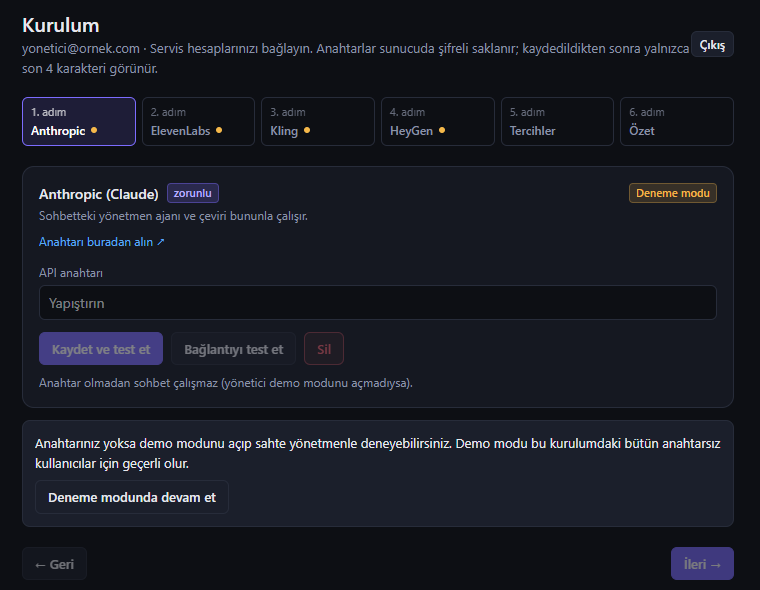 Kurulum
yonetici@ornek.com · Servis hesaplarınızı bağlayın. Anahtarlar sunucuda şifreli saklanır; kaydedildikten sonra yalnızca
son 4 karakteri görünür.
Çıkış
1. adım
Anthropic
2. adım
ElevenLabs
3. adım
Kling
4. adım
HeyGen
5. adım
Tercihler
6. adım
Özet
Anthropic (Claude) zorunlu
Deneme modu
Sohbetteki yönetmen ajanı ve çeviri bununla çalışır.
Anahtarı buradan alın ↗
API anahtarı
Yapıştırın
Kaydet ve test et
Bağlantıyı test et
Sil
Anahtar olmadan sohbet çalışmaz (yönetici demo modunu açmadıysa).
Anahtarınız yoksa demo modunu açıp sahte yönetmenle deneyebilirsiniz. Demo modu bu kurulumdaki bütün anahtarsız
kullanıcılar için geçerli olur.
Deneme modunda devam et
← Geri
İleri →